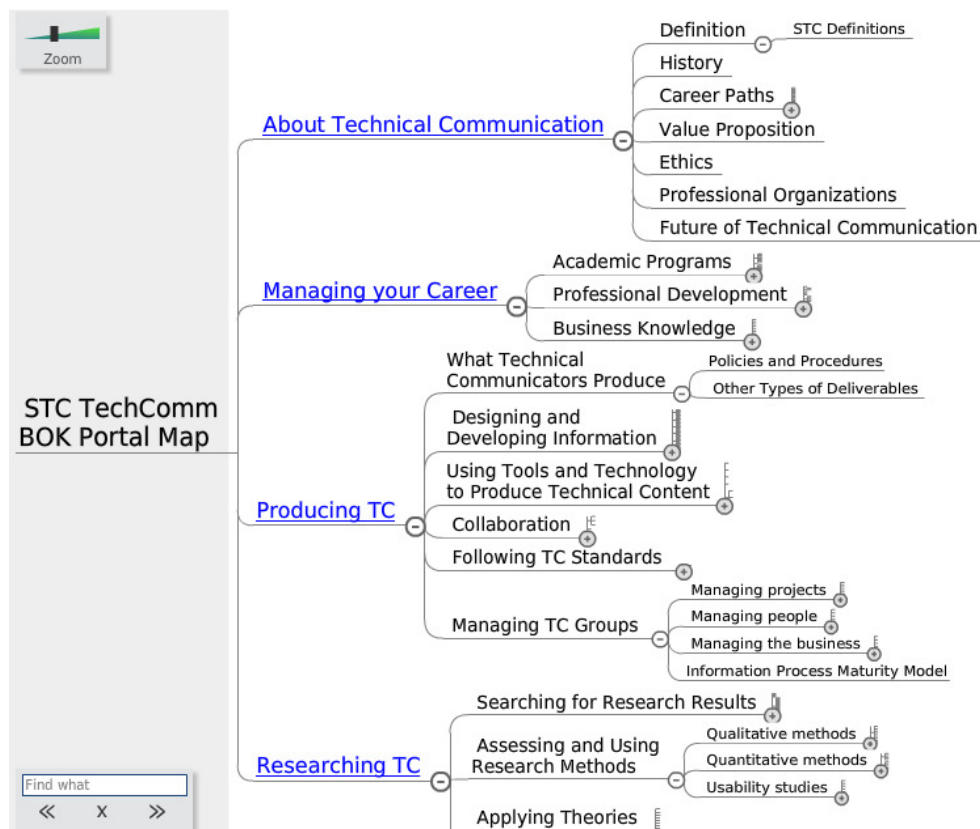 Zoom
STC TechComm
BOK Portal Map
About Technical Communication
Definition
STC Definitions
History
Career Paths
Value Proposition
Ethics
Professional Organizations
Future of Technical Communication
Managing your Career
Academic Programs
Professional Development
Business Knowledge
Producing TC
What Technical
Communicators Produce
Policies and Procedures
Other Types of Deliverables
Designing and
Developing Information
Using Tools and Technology
to Produce Technical Content
Collaboration
Following TC Standards
Managing TC Groups
Managing projects
Managing people
Managing the business
Information Process Maturity Model
Researching TC
Searching for Research Results
Assessing and Using
Research Methods
Qualitative methods
Quantitative methods
Usability studies
Applying Theories
Find what
« x »